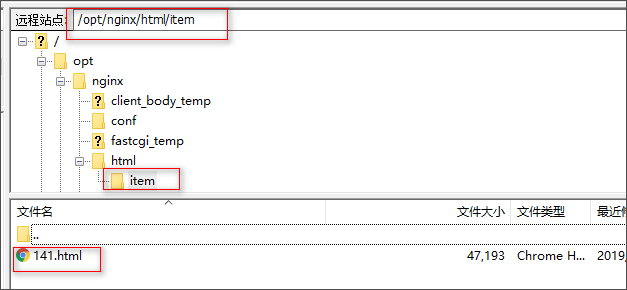 远程站点: /opt/nginx/html/item
/
opt
nginx
client_body_temp
conf
fastcgi_temp
html
item
文件名 文件大小 文件类型 最近修
..
141.html 47,193 Chrome H... 2019,